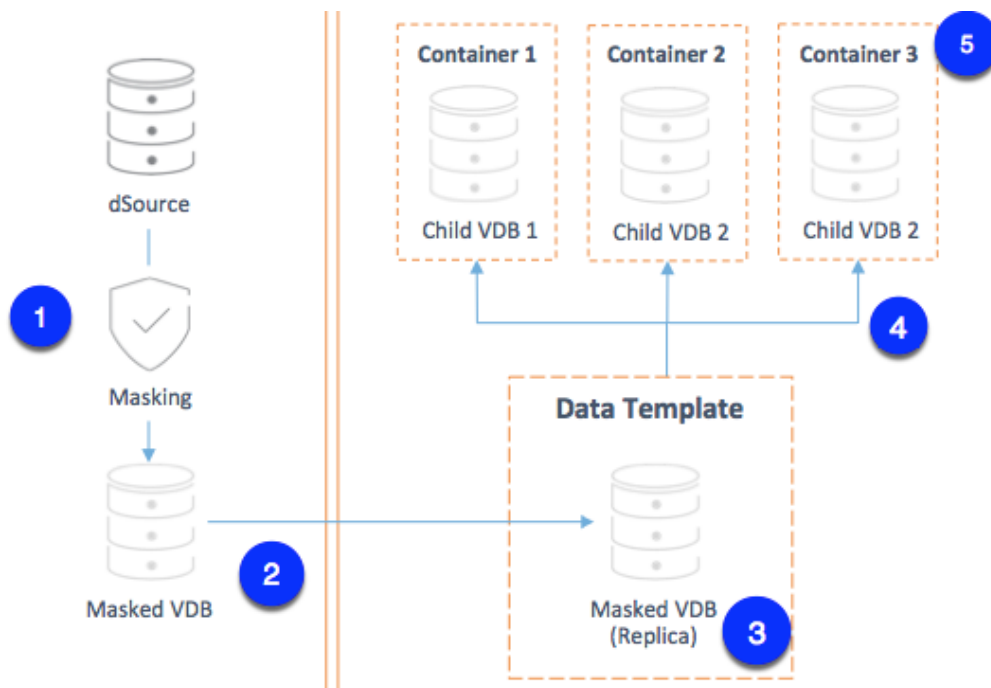 Container 1
Container 2
Container 3
5
dSource
Child VDB 1
Child VDB 2
Child VDB 2
1
4
Masking
Data Template
2
Masked VDB
Masked VDB
(Replica)
3